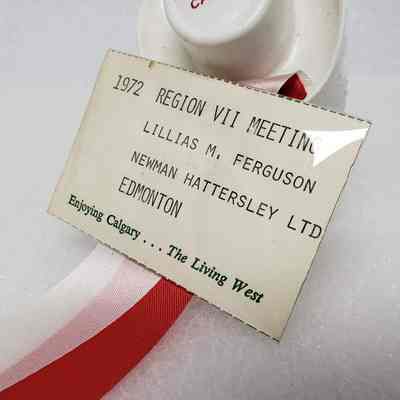 1972 REGION VII MEETING
LILLIAS M. FERGUSON
NEWMAN HATTERSLEY LTD
EDMONTON
Enjoying Calgary . . . The Living West